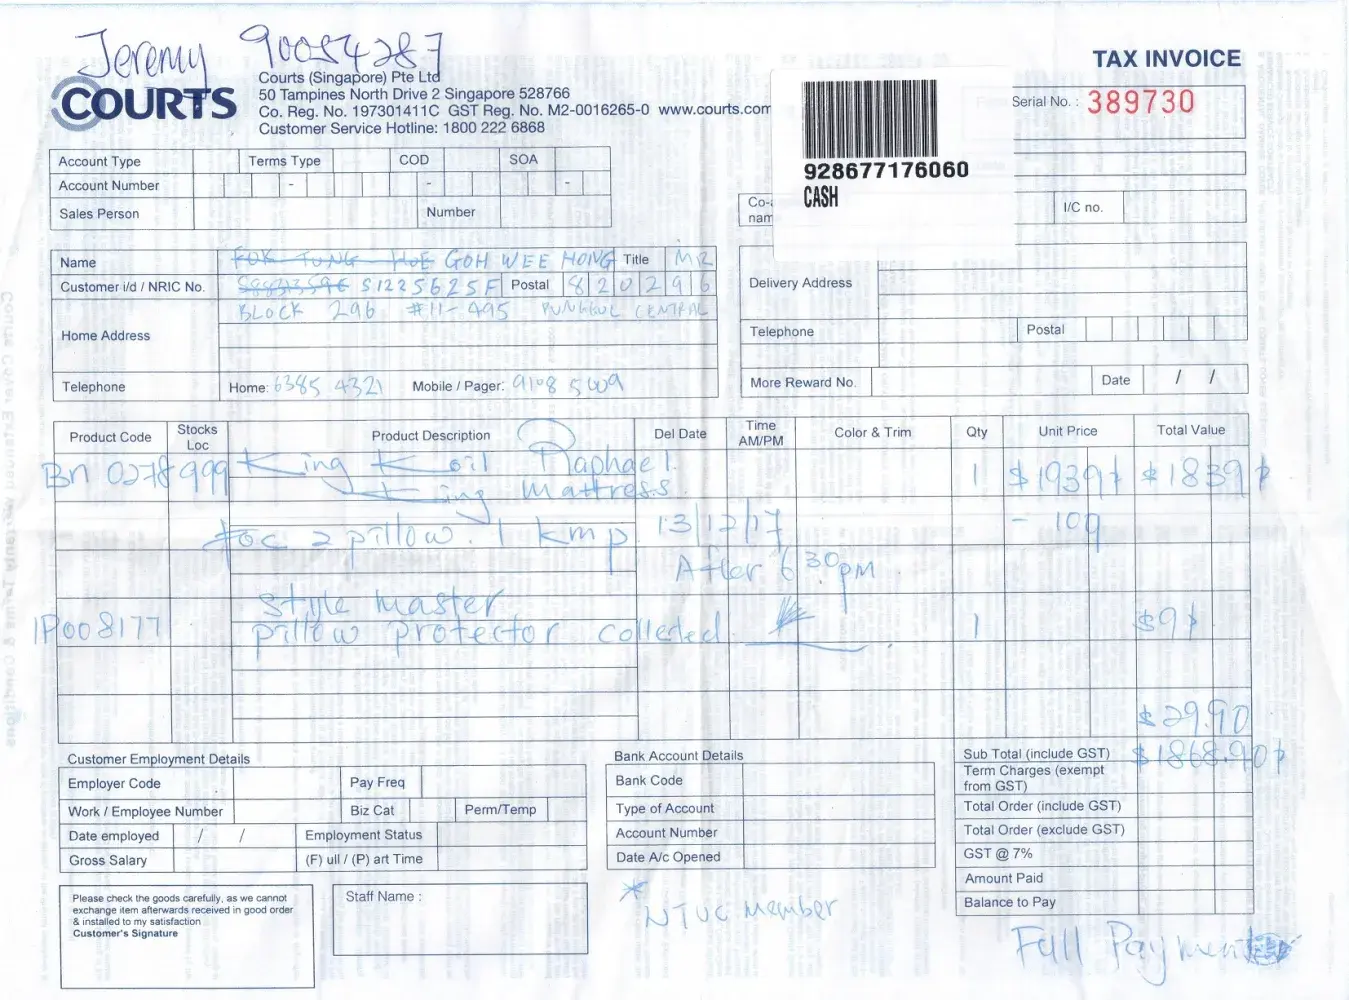 Jeremy 90054287
COURTS
Courts (Singapore) Pte Ltd
50 Tampines North Drive 2 Singapore 528766
Co. Reg. No. 197301411C GST Reg. No. M2-0016265-0 www.courts.com
Customer Service Hotline: 1800 222 6868
TAX INVOICE
Serial No. : 389730
928677176060
CASH
Account Type Terms Type COD SOA
Account Number - - -
Sales Person Number
Co-
nam
I/C no.
Name FOK TUNG HOE GOH WEE HONG Title MR
Customer i/d / NRIC No. S1225625F Postal 820296
Home Address BLOCK 296 #11-495 PUNGGOL CENTRAL
Telephone Home: 6385 4321 Mobile / Pager: 9108 5009
Delivery Address
Telephone Postal
More Reward No. Date / /
Product Code Stocks Loc Product Description Del Date Time AM/PM Color & Trim Qty Unit Price Total Value
BN 0278 999 King Koil Raphael 1 $1939 $1839
King Mattress
foc 2 pillow. 1 kmp 13/12/17 - 100
After 6 30pm
Style master
IP008177 pillow protector collected 1 $9
$29.90
Customer Employment Details
Employer Code Pay Freq
Work / Employee Number Biz Cat Perm/Temp
Date employed / / Employment Status
Gross Salary (F) ull / (P) art Time
Bank Account Details
Bank Code
Type of Account
Account Number
Date A/c Opened
Sub Total (include GST) $1868.90
Term Charges (exempt from GST)
Total Order (include GST)
Total Order (exclude GST)
GST @ 7%
Amount Paid
Balance to Pay
Please check the goods carefully, as we cannot
exchange item afterwards received in good order
& installed to my satisfaction
Customer's Signature
Staff Name :
* NTUC Member
Full Payment